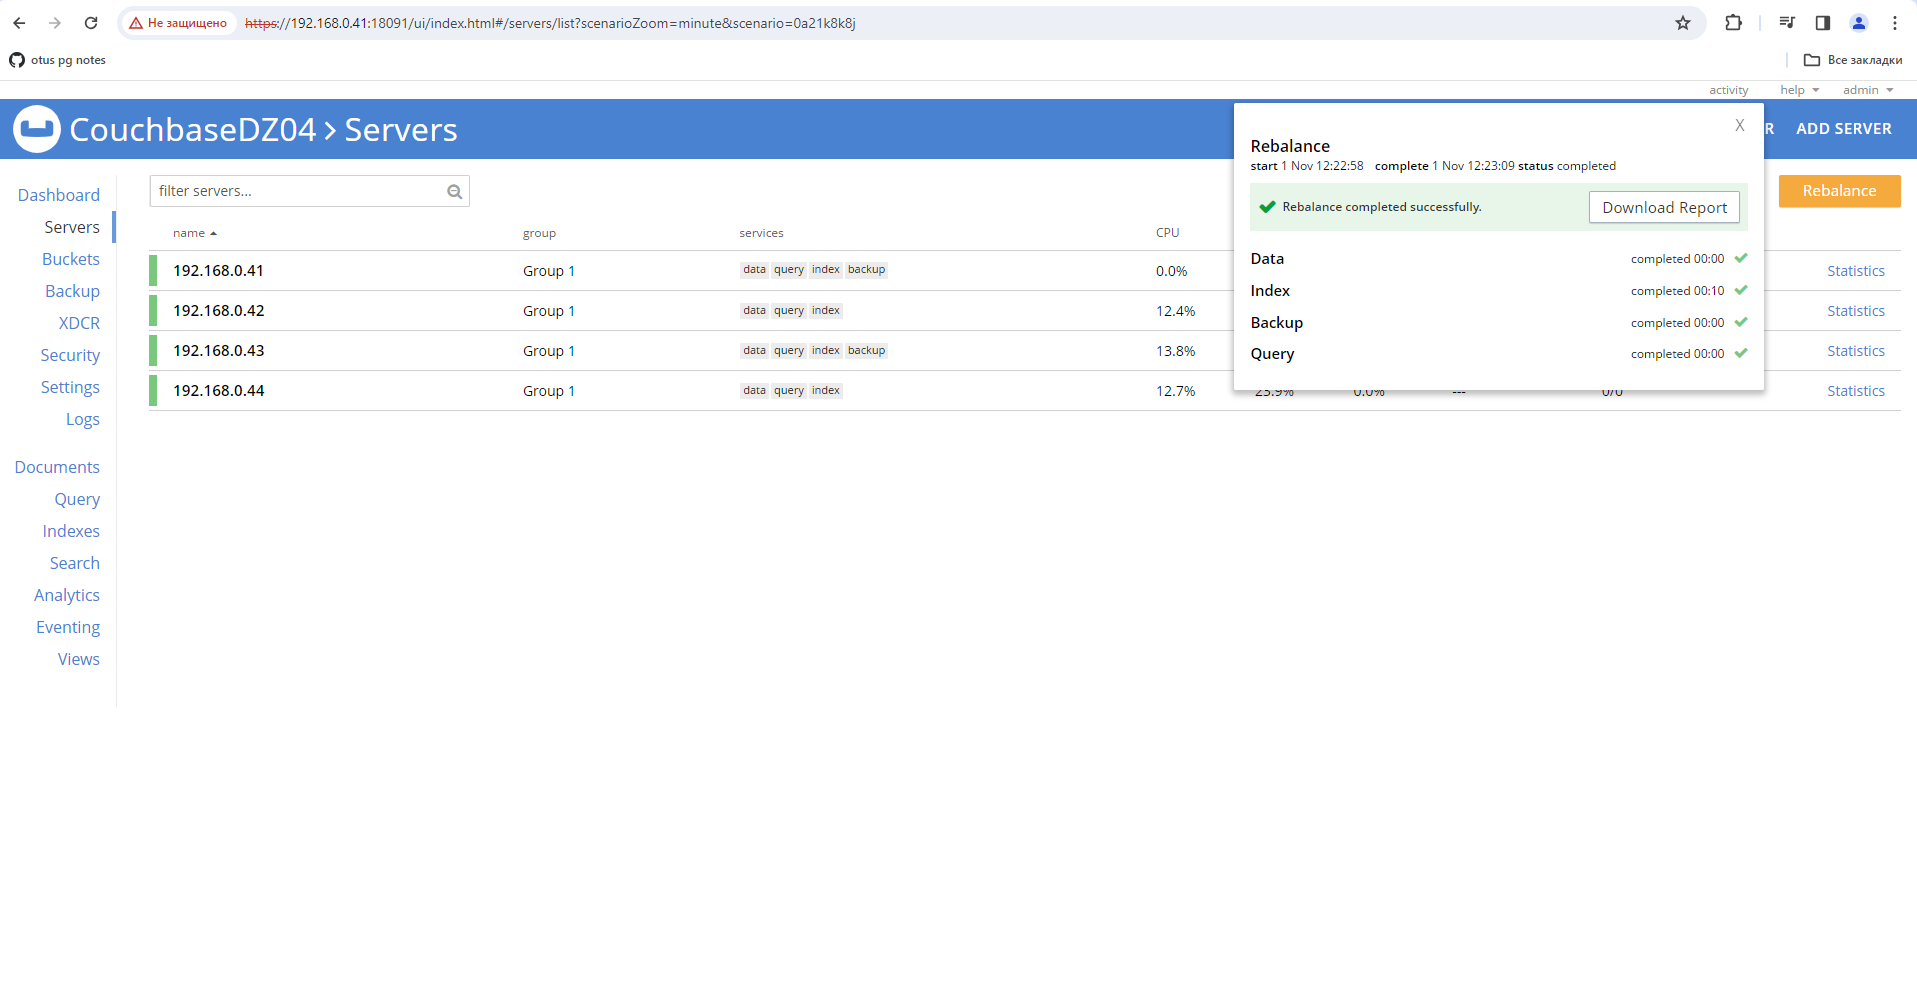 Не защищено https://192.168.0.41:18091/ui/index.html#/servers/list?scenarioZoom=minute&scenario=0a21k8k8j
otus pg notes Все закладки
activity help admin
CouchbaseDZ04 > Servers R ADD SERVER
X
Rebalance
start 1 Nov 12:22:58 complete 1 Nov 12:23:09 status completed
Rebalance completed successfully. Download Report
Data completed 00:00
Index completed 00:10
Backup completed 00:00
Query completed 00:00
Dashboard
Servers
Buckets
Backup
XDCR
Security
Settings
Logs
Documents
Query
Indexes
Search
Analytics
Eventing
Views
filter servers... Rebalance
name group services CPU
192.168.0.41 Group 1 data query index backup 0.0% Statistics
192.168.0.42 Group 1 data query index 12.4% Statistics
192.168.0.43 Group 1 data query index backup 13.8% Statistics
192.168.0.44 Group 1 data query index 12.7% 23.9% 0.0% --- 0/0 Statistics